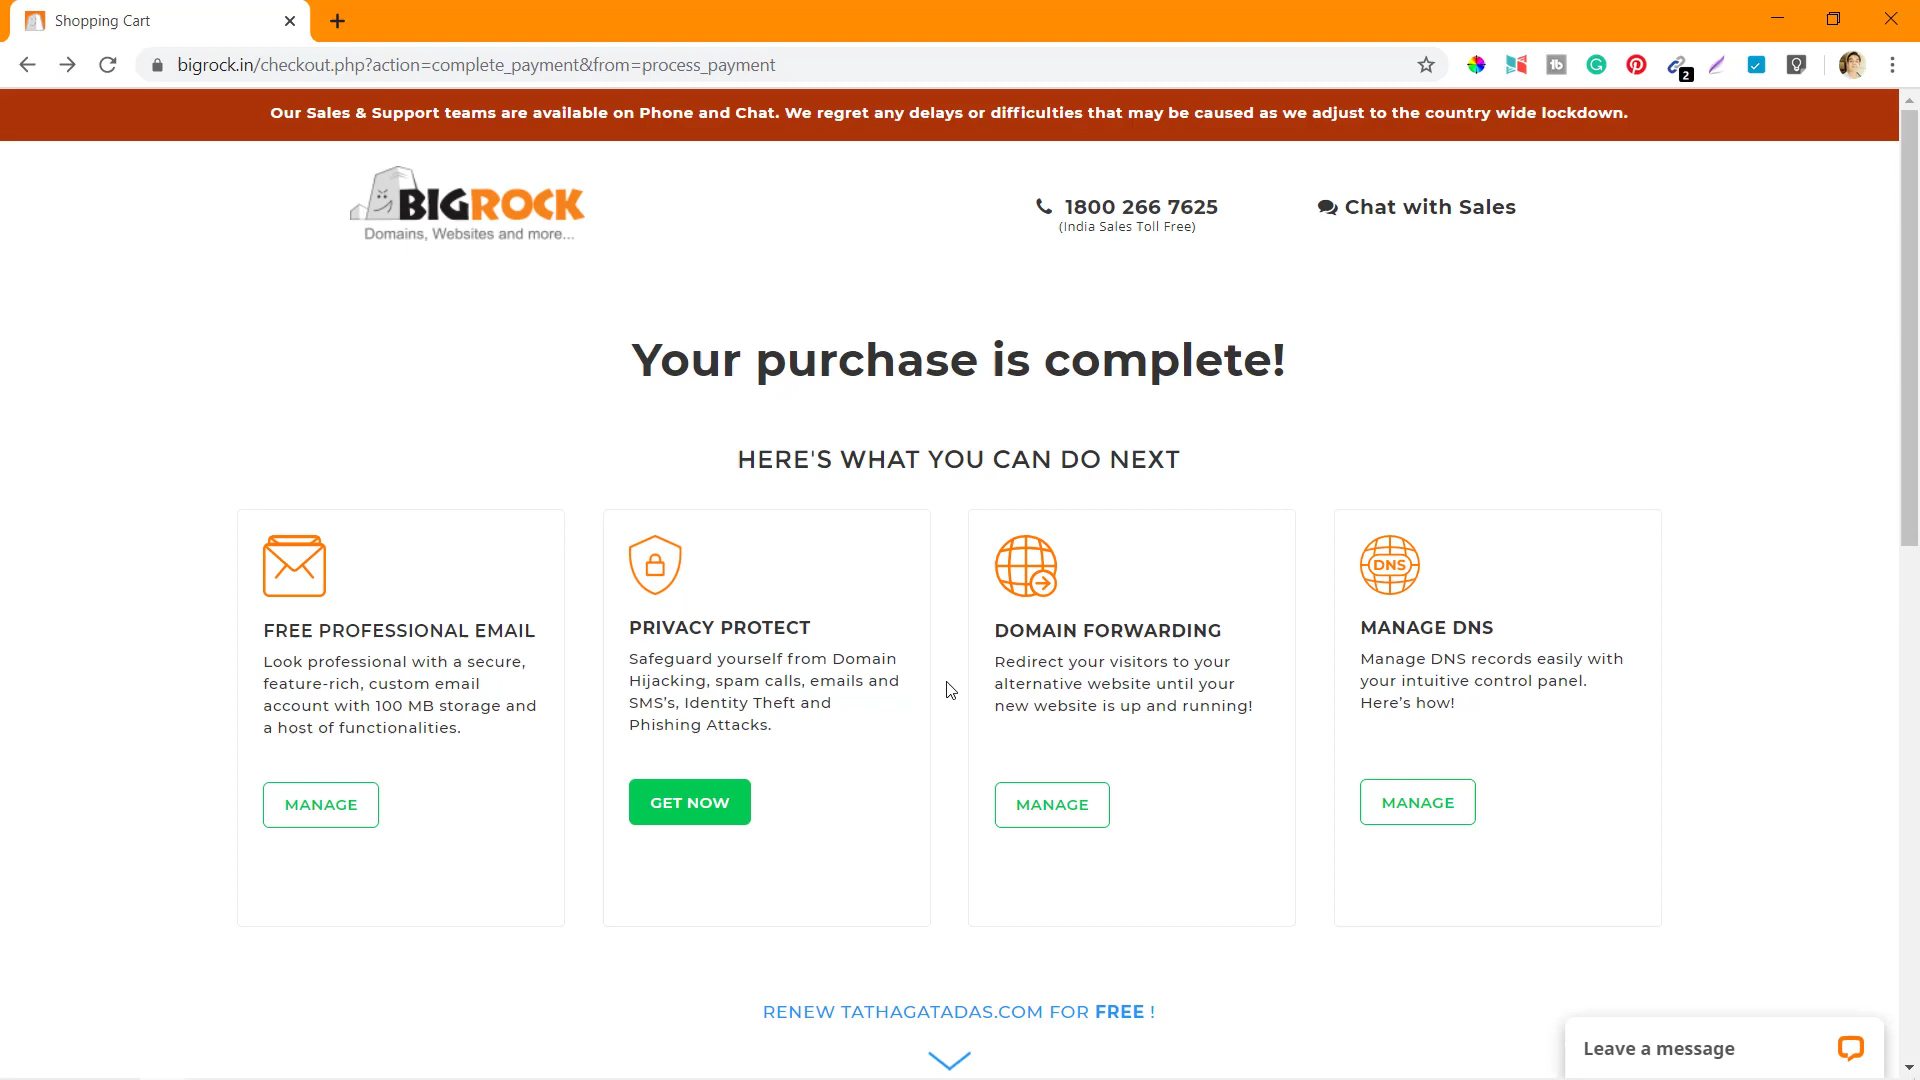 Shopping Cart
bigrock.in/checkout.php?action=complete_payment&from=process_payment
tb
2
Our Sales & Support teams are available on Phone and Chat. We regret any delays or difficulties that may be caused as we adjust to the country wide lockdown.
BIGROCK
Domains, Websites and more...
1800 266 7625
(India Sales Toll Free)
Chat with Sales
Your purchase is complete!
HERE'S WHAT YOU CAN DO NEXT
FREE PROFESSIONAL EMAIL
Look professional with a secure,
feature-rich, custom email
account with 100 MB storage and
a host of functionalities.
MANAGE
PRIVACY PROTECT
Safeguard yourself from Domain
Hijacking, spam calls, emails and
SMS's, Identity Theft and
Phishing Attacks.
GET NOW
DOMAIN FORWARDING
Redirect your visitors to your
alternative website until your
new website is up and running!
MANAGE
DNS
MANAGE DNS
Manage DNS records easily with
your intuitive control panel.
Here’s how!
MANAGE
RENEW TATHAGATADAS.COM FOR FREE !
Leave a message